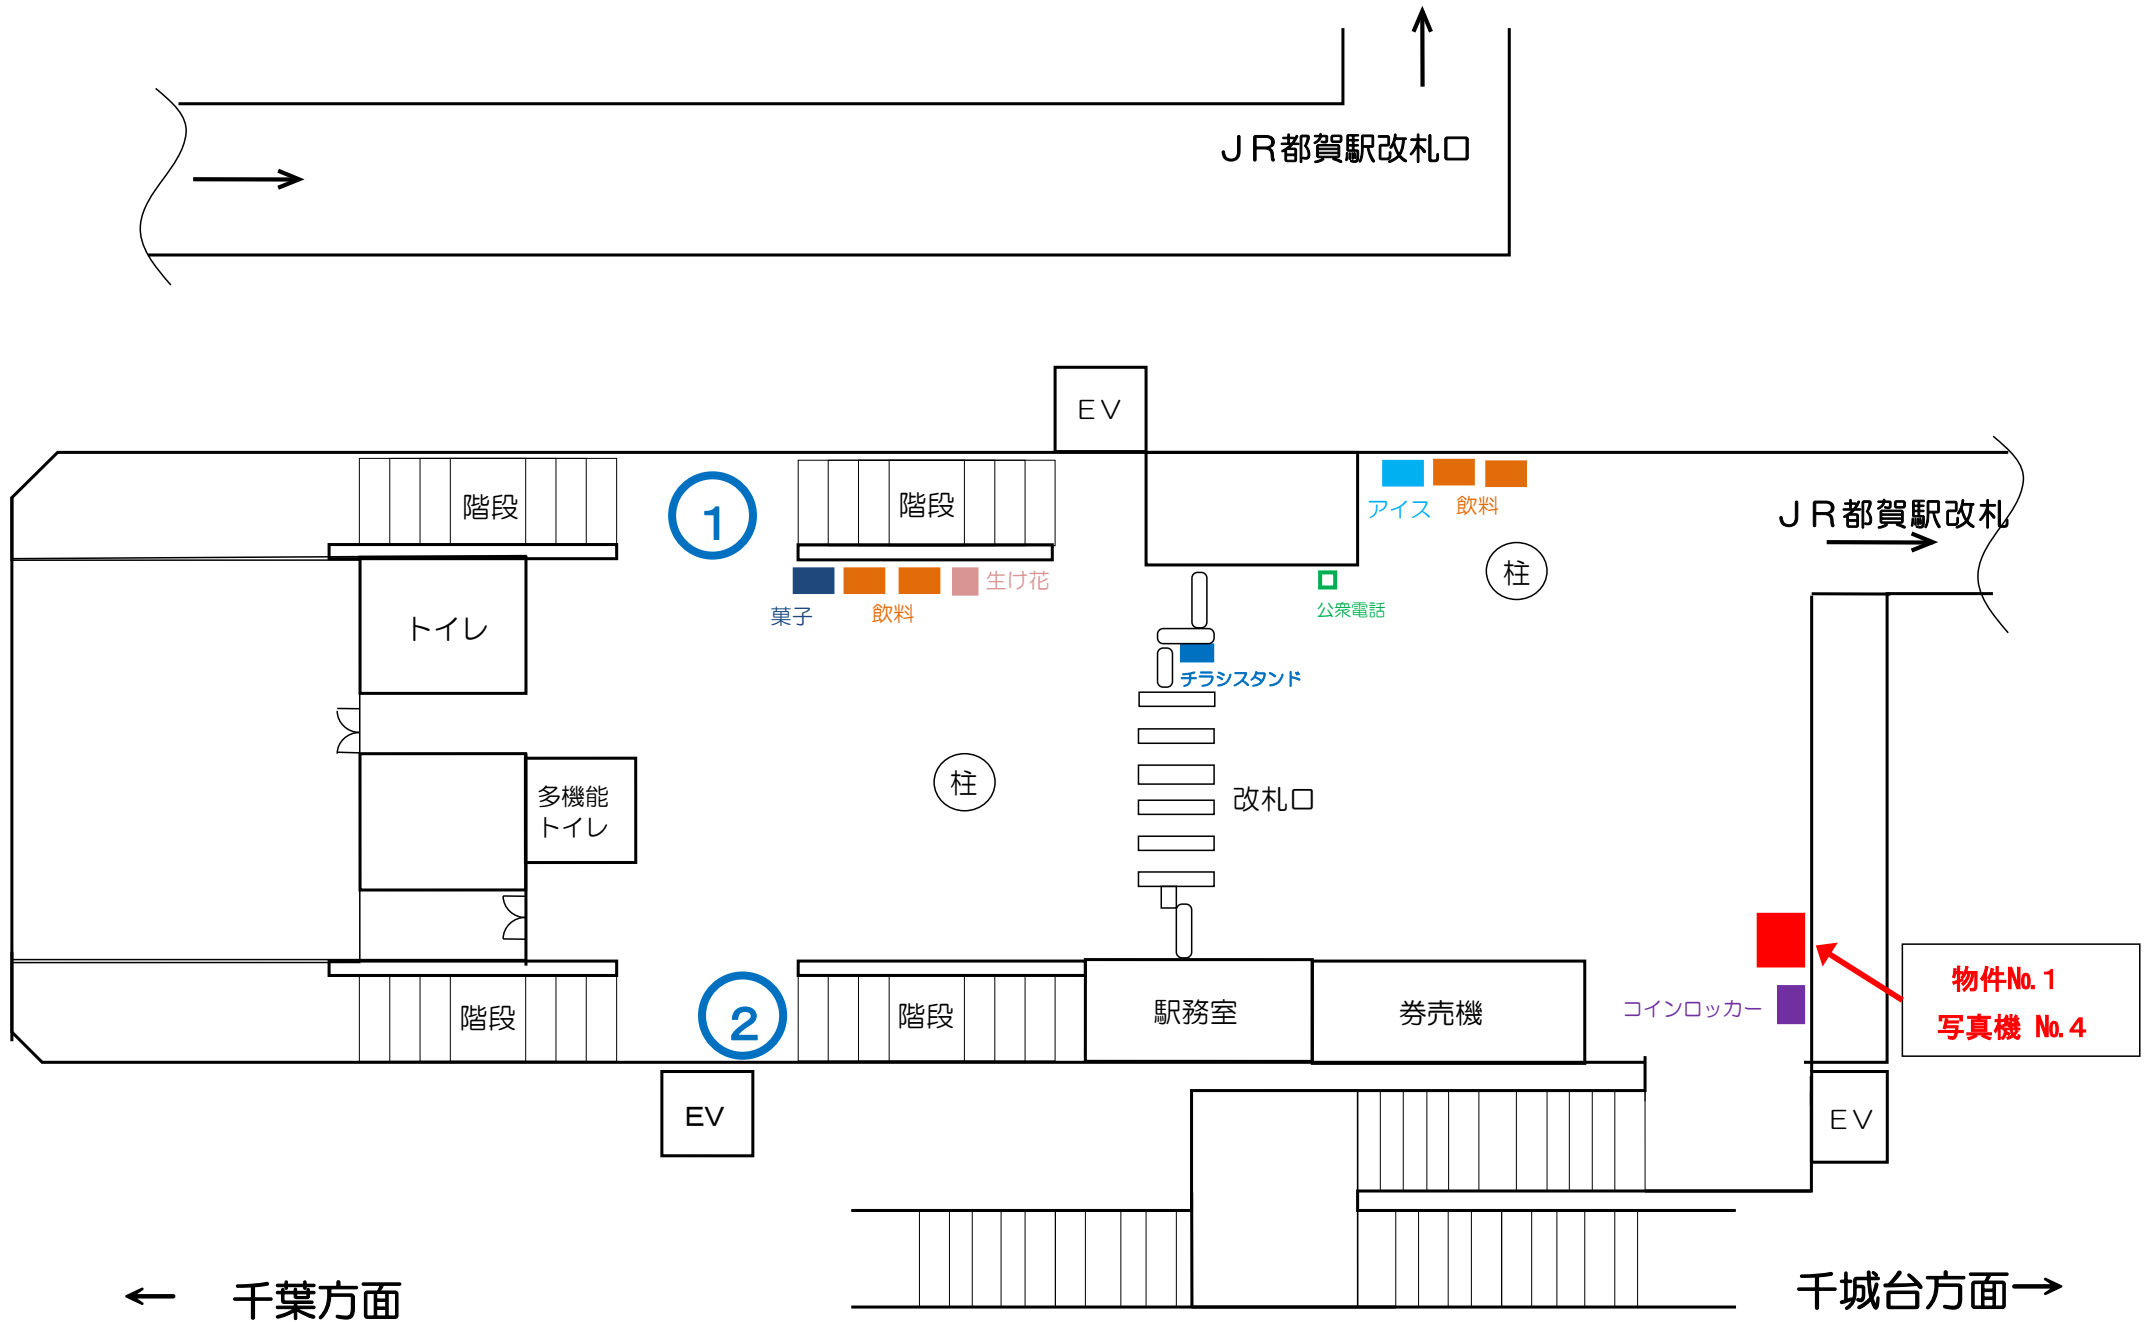 ＪＲ都賀駅改札口
ＥＶ
階段
1
階段
アイス
飲料
ＪＲ都賀駅改札
柱
菓子
飲料
生け花
公衆電話
トイレ
チラシスタンド
柱
改札口
多機能
トイレ
物件№.1
写真機 №.4
階段
2
階段
駅務室
券売機
コインロッカー
EV
ＥＶ
← 千葉方面
千城台方面→